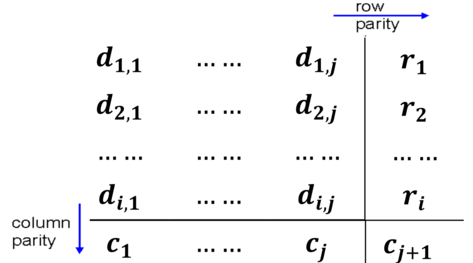 row
parity
d1,1 ... ... d1,j r1
d2,1 ... ... d2,j r2
... ... ... ... ... ...
di,1 ... ... di,j ri
column
parity
c1 ... ... cj cj+1